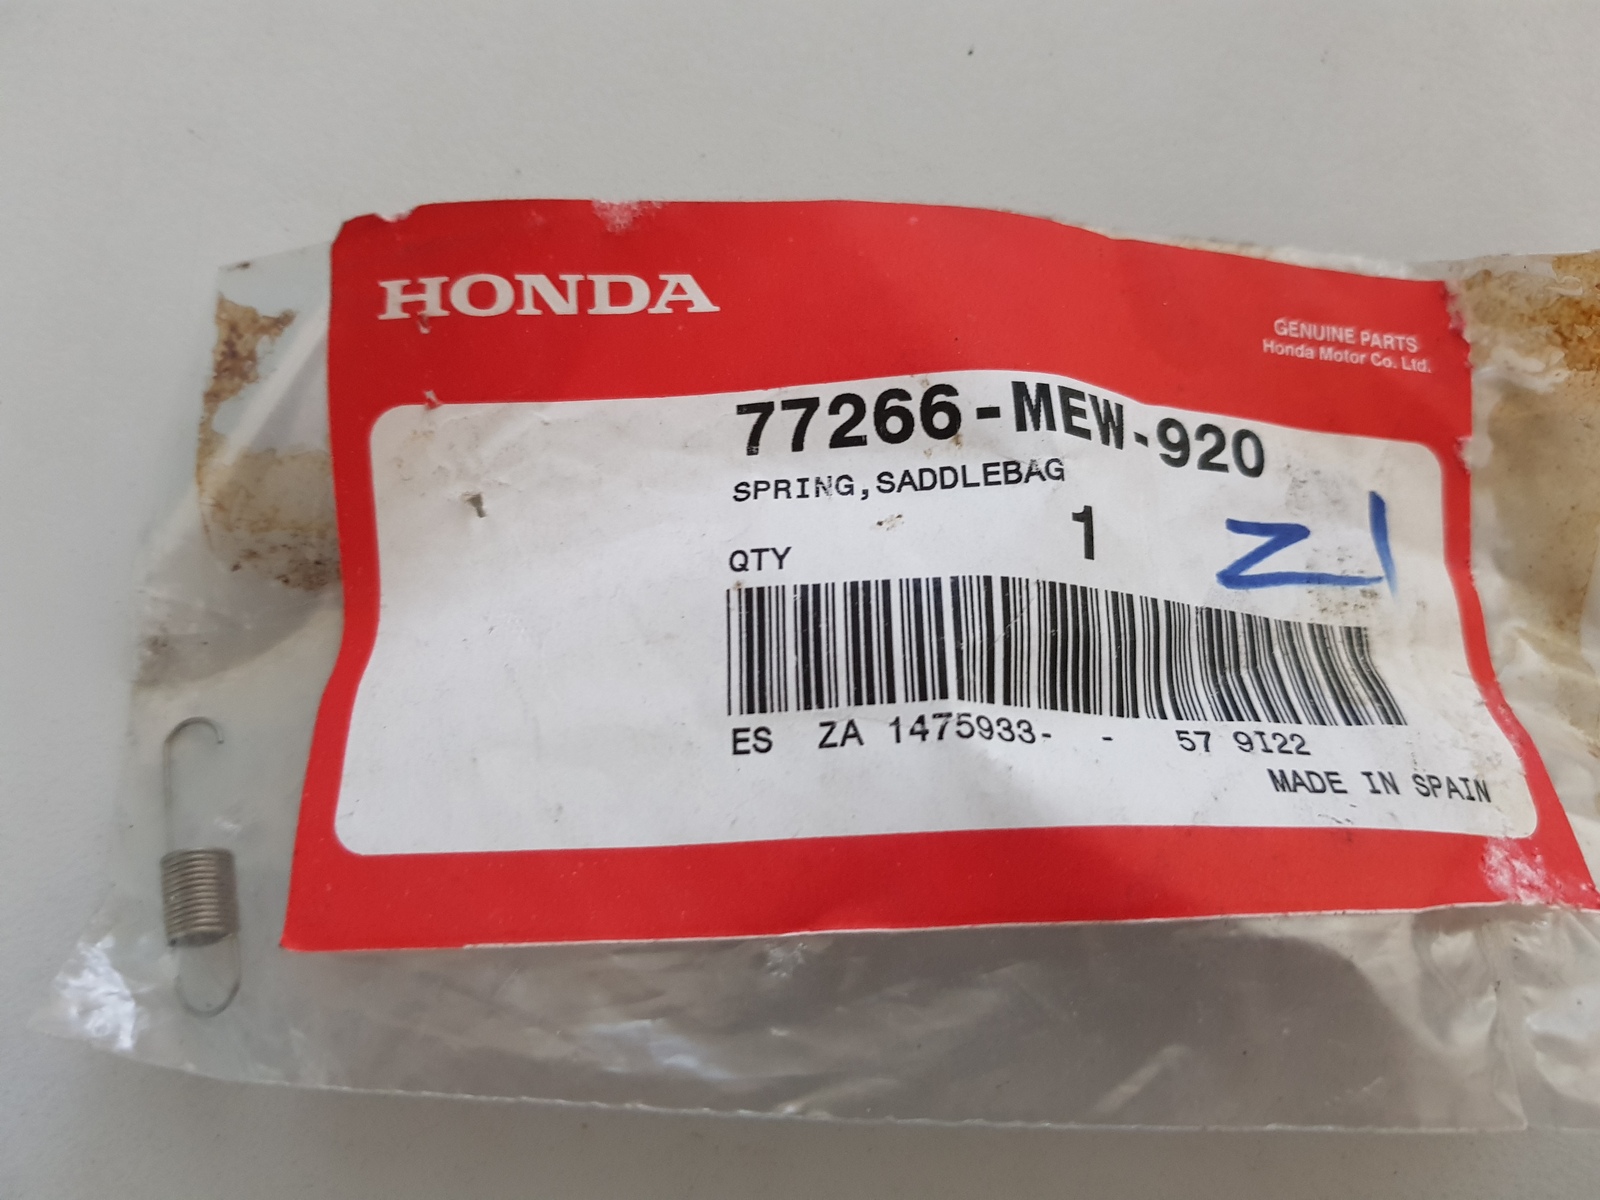 HONDA
GENUINE PARTS
Honda Motor Co. Ltd.
77266-MEW-920
SPRING,SADDLEBAG
QTY 1
Z1
ES ZA 1475933- - 57 9I22
MADE IN SPAIN